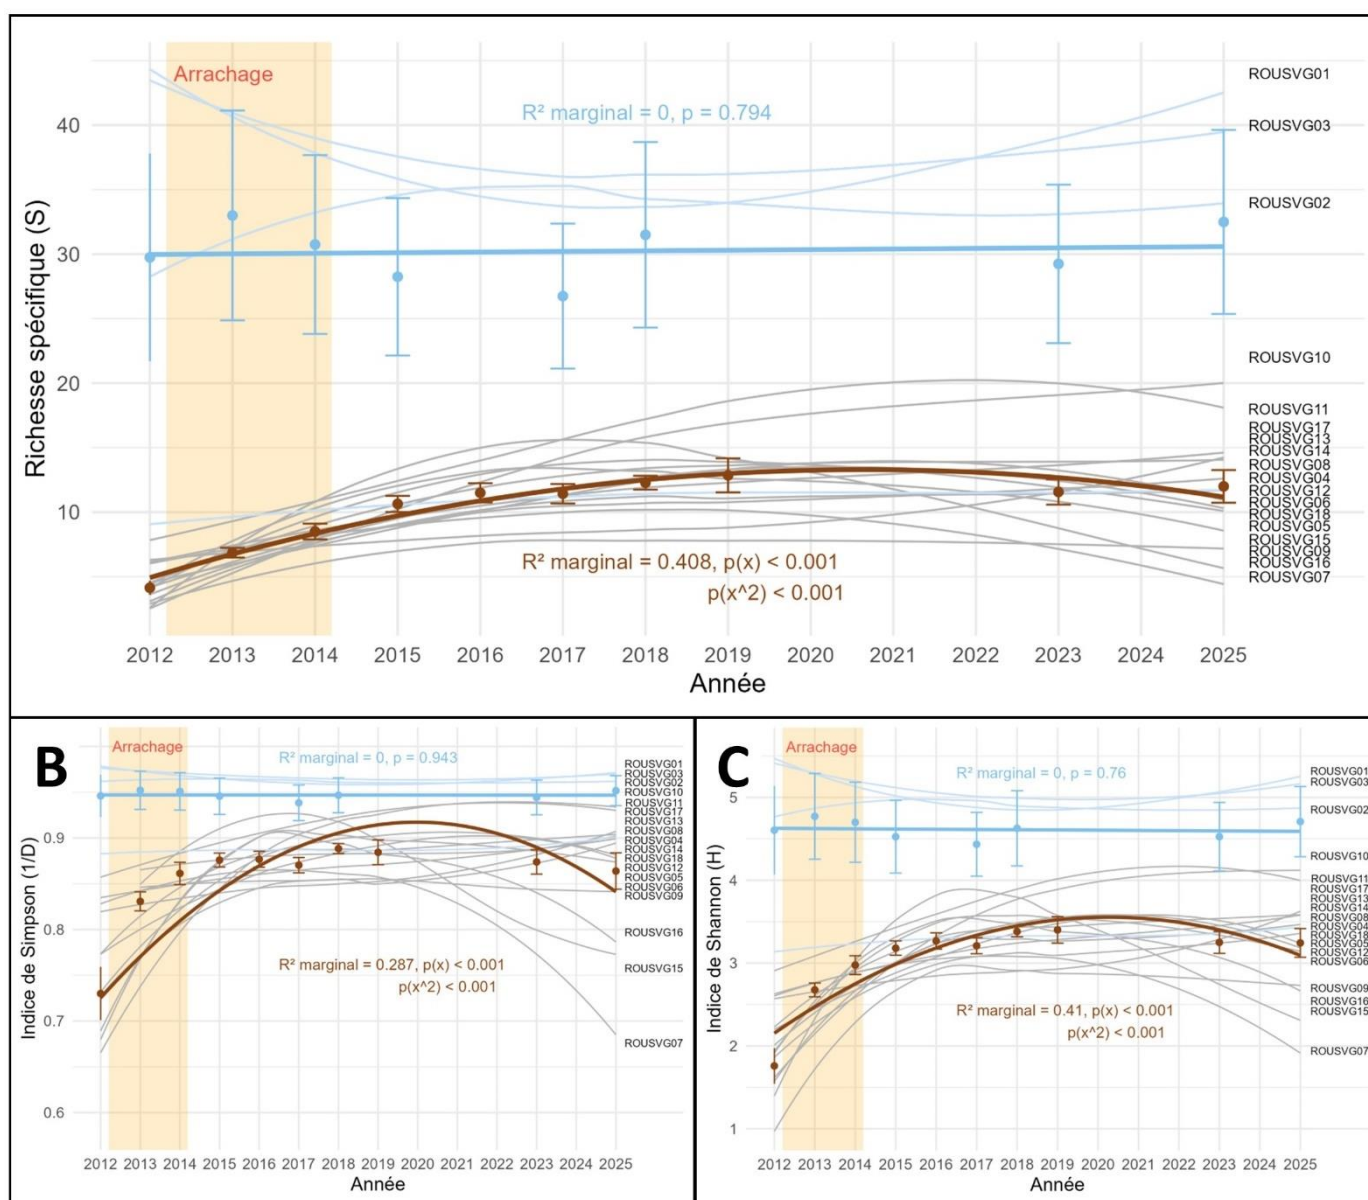 Arrachage
R² marginal = 0, p = 0.794
R² marginal = 0.408, p(x) < 0.001
p(x^2) < 0.001
Richesse spécifique (S)
40
30
20
10
ROUSVG01
ROUSVG03
ROUSVG02
ROUSVG10
ROUSVG11
ROUSVG17
ROUSVG13
ROUSVG14
ROUSVG08
ROUSVG04
ROUSVG12
ROUSVG06
ROUSVG18
ROUSVG05
ROUSVG15
ROUSVG09
ROUSVG16
ROUSVG07
2012 2013 2014 2015 2016 2017 2018 2019 2020 2021 2022 2023 2024 2025
Année
B
Arrachage
R² marginal = 0, p = 0.943
R² marginal = 0.287, p(x) < 0.001
p(x^2) < 0.001
Indice de Simpson (1/D)
0.9
0.8
0.7
0.6
ROUSVG01
ROUSVG03
ROUSVG02
ROUSVG10
ROUSVG11
ROUSVG17
ROUSVG13
ROUSVG08
ROUSVG04
ROUSVG14
ROUSVG18
ROUSVG12
ROUSVG05
ROUSVG06
ROUSVG09
ROUSVG16
ROUSVG15
ROUSVG07
2012 2013 2014 2015 2016 2017 2018 2019 2020 2021 2022 2023 2024 2025
Année
C
Arrachage
R² marginal = 0, p = 0.76
R² marginal = 0.41, p(x) < 0.001
p(x^2) < 0.001
Indice de Shannon (H)
5
4
3
2
1
ROUSVG01
ROUSVG03
ROUSVG02
ROUSVG10
ROUSVG11
ROUSVG17
ROUSVG13
ROUSVG14
ROUSVG08
ROUSVG04
ROUSVG18
ROUSVG05
ROUSVG12
ROUSVG06
ROUSVG09
ROUSVG16
ROUSVG15
ROUSVG07
2012 2013 2014 2015 2016 2017 2018 2019 2020 2021 2022 2023 2024 2025
Année